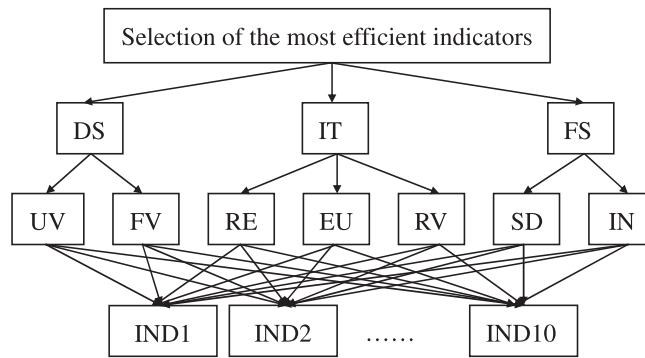 Selection of the most efficient indicators
DS IT FS
UV FV RE EU RV SD IN
IND1 IND2 ...... IND10